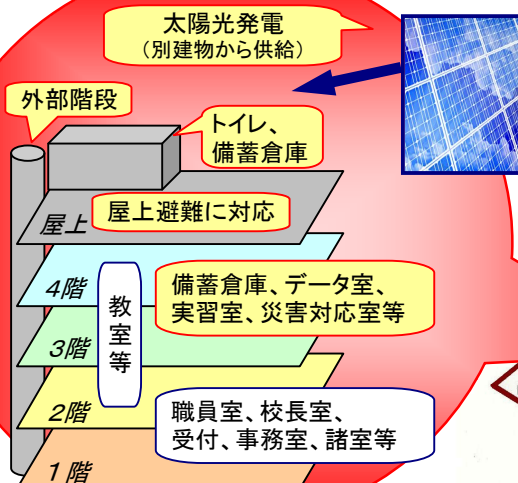 太陽光発電
（別建物から供給）
外部階段
トイレ、
備蓄倉庫
屋上避難に対応
屋上
4階
備蓄倉庫、データ室、
実習室、災害対応室等
教室等
3階
2階
職員室、校長室、
受付、事務室、諸室等
1階